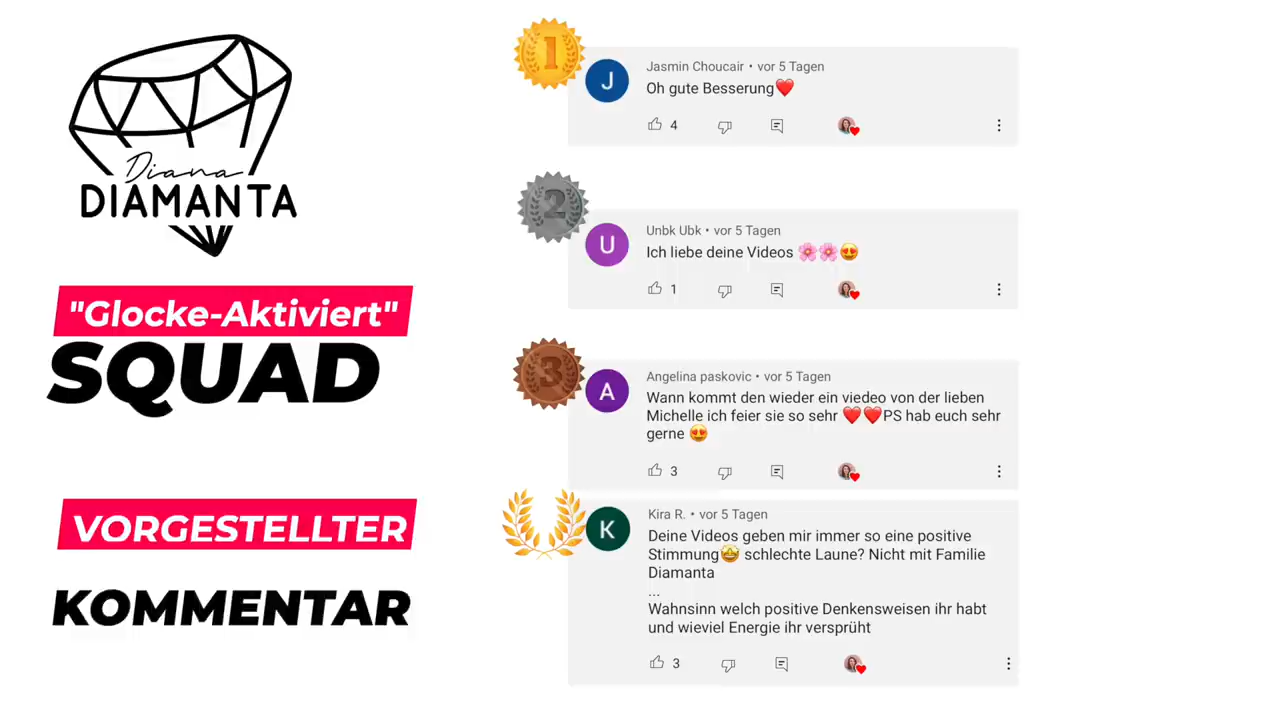 Diana
DIAMANTA
"Glocke-Aktiviert"
SQUAD
VORGESTELLTER
KOMMENTAR
1
J
Jasmin Choucair • vor 5 Tagen
Oh gute Besserung❤️
4
2
U
Unbk Ubk • vor 5 Tagen
Ich liebe deine Videos 🌸🌸😍
1
3
A
Angelina paskovic • vor 5 Tagen
Wann kommt den wieder ein viedeo von der lieben
Michelle ich feier sie so sehr ❤️❤️PS hab euch sehr
gerne 😍
3
K
Kira R. • vor 5 Tagen
Deine Videos geben mir immer so eine positive
Stimmung🤩 schlechte Laune? Nicht mit Familie
Diamanta
...
Wahnsinn welch positive Denkensweisen ihr habt
und wieviel Energie ihr versprüht
3